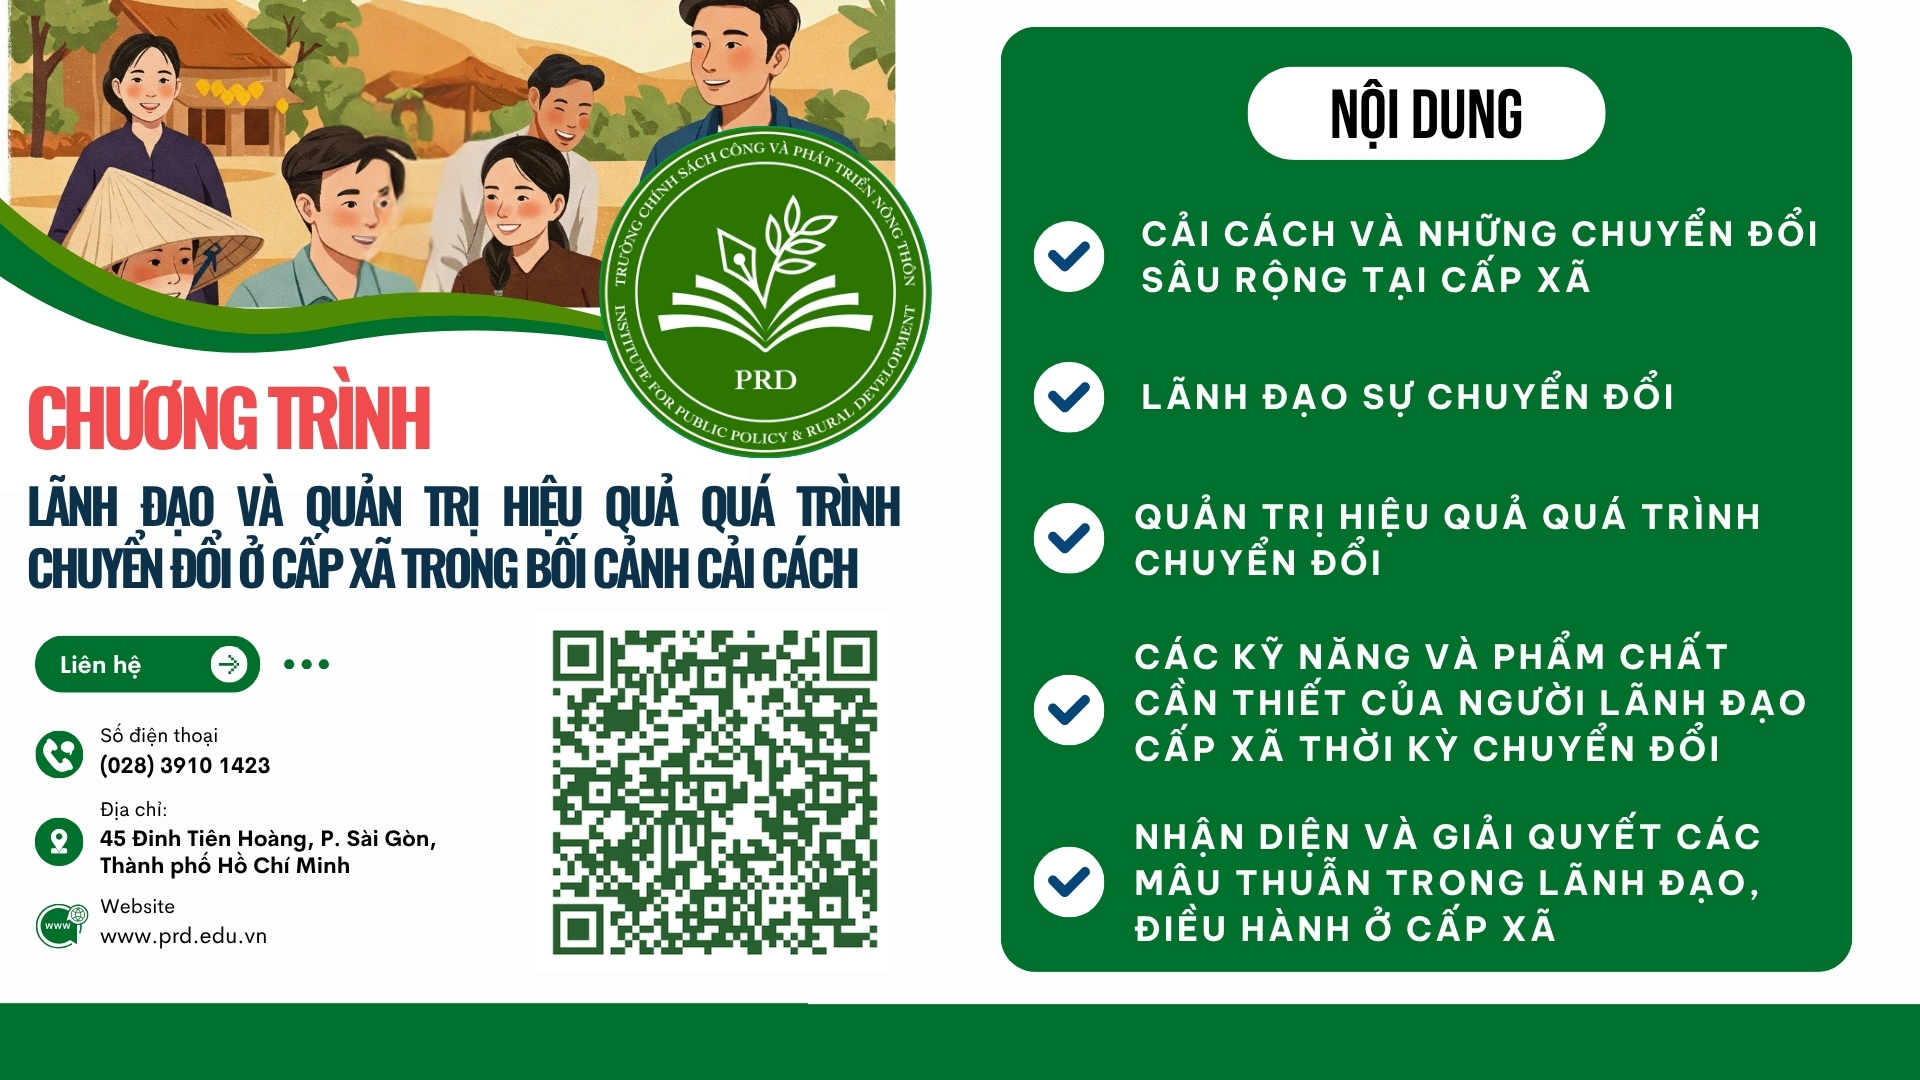 TRƯỜNG CHÍNH SÁCH CÔNG VÀ PHÁT TRIỂN NÔNG THÔN
INSTITUTE FOR PUBLIC POLICY & RURAL DEVELOPMENT
PRD
CHƯƠNG TRÌNH
LÃNH ĐẠO VÀ QUẢN TRỊ HIỆU QUẢ QUÁ TRÌNH
CHUYỂN ĐỔI Ở CẤP XÃ TRONG BỐI CẢNH CẢI CÁCH
Liên hệ
Số điện thoại
(028) 3910 1423
Địa chỉ:
45 Đinh Tiên Hoàng, P. Sài Gòn,
Thành phố Hồ Chí Minh
www
Website
www.prd.edu.vn
NỘI DUNG
CẢI CÁCH VÀ NHỮNG CHUYỂN ĐỔI
SÂU RỘNG TẠI CẤP XÃ
LÃNH ĐẠO SỰ CHUYỂN ĐỔI
QUẢN TRỊ HIỆU QUẢ QUÁ TRÌNH
CHUYỂN ĐỔI
CÁC KỸ NĂNG VÀ PHẨM CHẤT
CẦN THIẾT CỦA NGƯỜI LÃNH ĐẠO
CẤP XÃ THỜI KỲ CHUYỂN ĐỔI
NHẬN DIỆN VÀ GIẢI QUYẾT CÁC
MÂU THUẪN TRONG LÃNH ĐẠO,
ĐIỀU HÀNH Ở CẤP XÃ